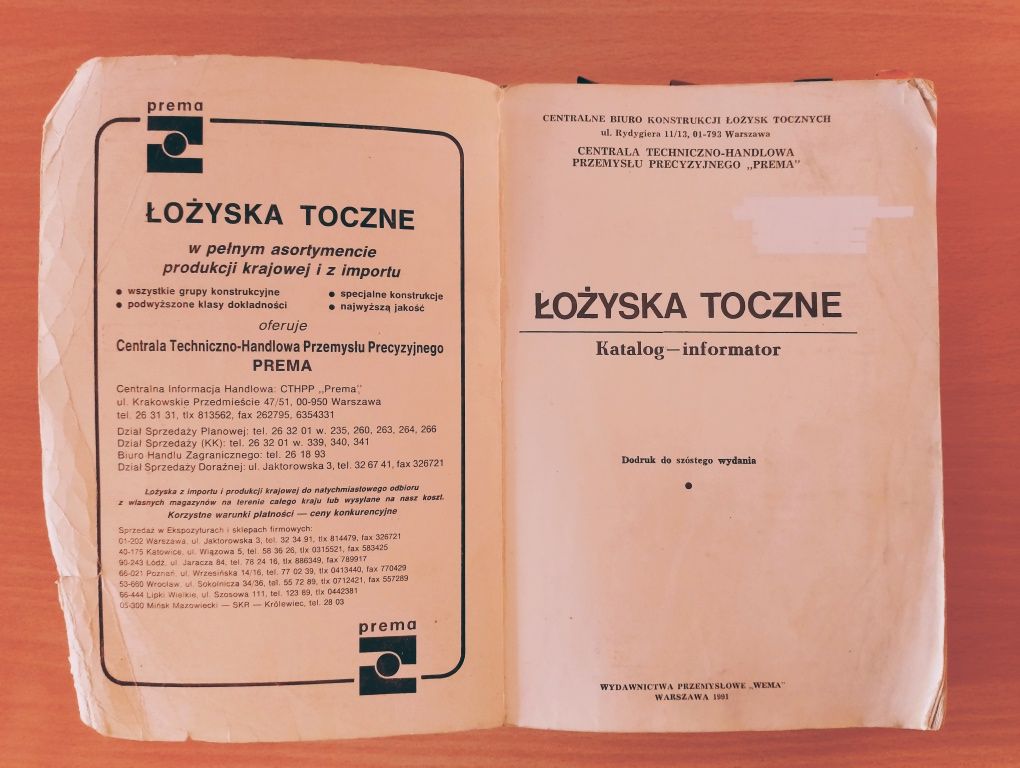 prema
ŁOŻYSKA TOCZNE
w pełnym asortymencie
produkcji krajowej i z importu
● wszystkie grupy konstrukcyjne
● podwyższone klasy dokładności
● specjalne konstrukcje
● najwyższą jakość
oferuje
Centrala Techniczno-Handlowa Przemysłu Precyzyjnego
PREMA
Centralna Informacja Handlowa: CTHPP „Prema”,
ul. Krakowskie Przedmieście 47/51, 00-950 Warszawa
tel. 26 31 31, tlx 813562, fax 262795, 6354331
Dział Sprzedaży Planowej: tel. 26 32 01 w. 235, 260, 263, 264, 266
Dział Sprzedaży (KK): tel. 26 32 01 w. 339, 340, 341
Biuro Handlu Zagranicznego: tel. 26 18 93
Dział Sprzedaży Doraźnej: ul. Jaktorowska 3, tel. 32 67 41, fax 326721
Łożyska z importu i produkcji krajowej do natychmiastowego odbioru
z własnych magazynów na terenie całego kraju lub wysyłane na nasz koszt.
Korzystne warunki płatności — ceny konkurencyjne
Sprzedaż w Ekspozyturach i sklepach firmowych:
01-202 Warszawa, ul. Jaktorowska 3, tel. 32 34 91, tlx 814479, fax 326721
40-175 Katowice, ul. Wiązowa 5, tel. 58 36 26, tlx 0315521, fax 583425
90-243 Łódź, ul. Jaracza 84, tel. 78 24 16, tlx 886349, fax 789917
66-021 Poznań, ul. Wrzesińska 14/16, tel. 77 02 39, tlx 0413440, fax 770429
53-660 Wrocław, ul. Sokolnicza 34/36, tel. 55 72 89, tlx 0712421, fax 557289
66-444 Lipki Wielkie, ul. Szosowa 111, tel. 123 89, tlx 0442381
05-300 Mińsk Mazowiecki — SKR — Królewiec, tel. 28 03
prema
CENTRALNE BIURO KONSTRUKCJI ŁOŻYSK TOCZNYCH
ul. Rydygiera 11/13, 01-793 Warszawa
CENTRALA TECHNICZNO-HANDLOWA
PRZEMYSŁU PRECYZYJNEGO „PREMA”
ŁOŻYSKA TOCZNE
Katalog—informator
Dodruk do szóstego wydania
●
WYDAWNICTWA PRZEMYSŁOWE „WEMA”
WARSZAWA 1991